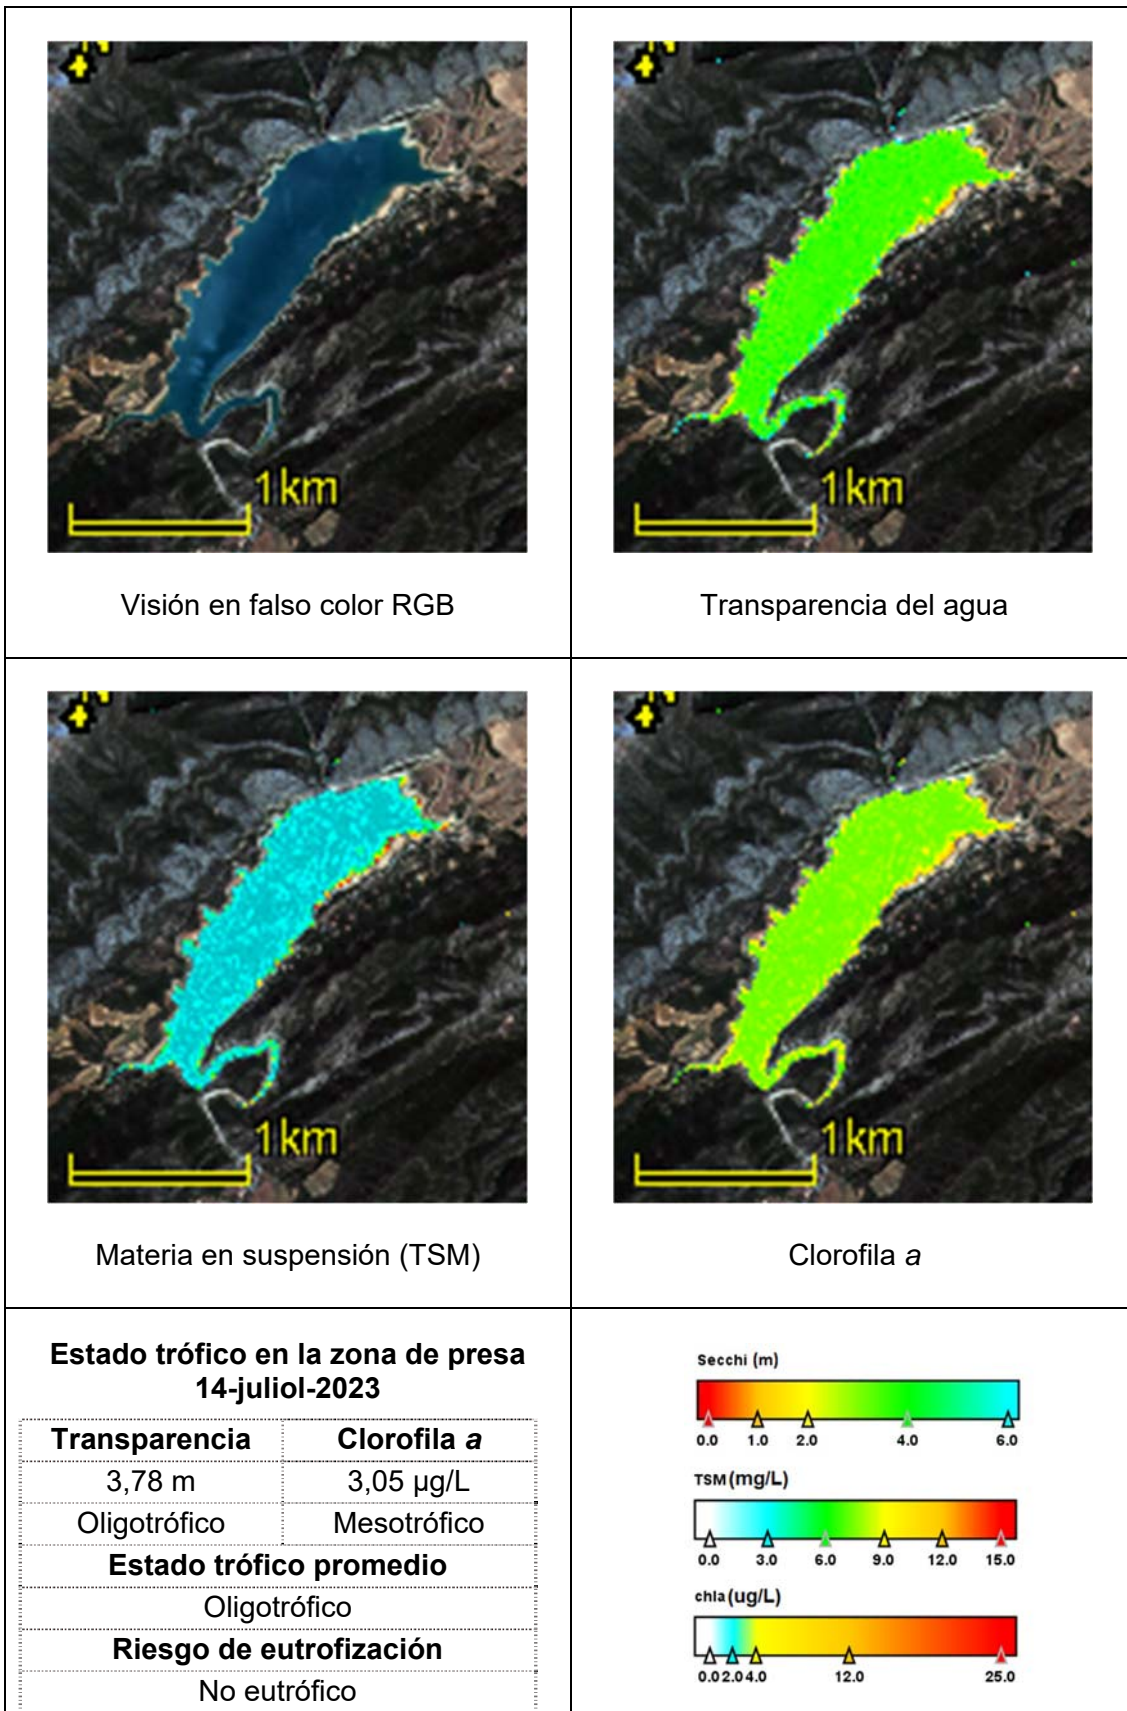 N
N
1km
1km
Visión en falso color RGB
Transparencia del agua
N
N
1km
1km
Materia en suspensión (TSM)
Clorofila a
Estado trófico en la zona de presa
14-juliol-2023
Transparencia Clorofila a
3,78 m 3,05 µg/L
Oligotrófico Mesotrófico
Estado trófico promedio
Oligotrófico
Riesgo de eutrofización
No eutrófico
Secchi (m)
0.0 1.0 2.0 4.0 6.0
TSM (mg/L)
0.0 3.0 6.0 9.0 12.0 15.0
chla (ug/L)
0.0 2.0 4.0 12.0 25.0